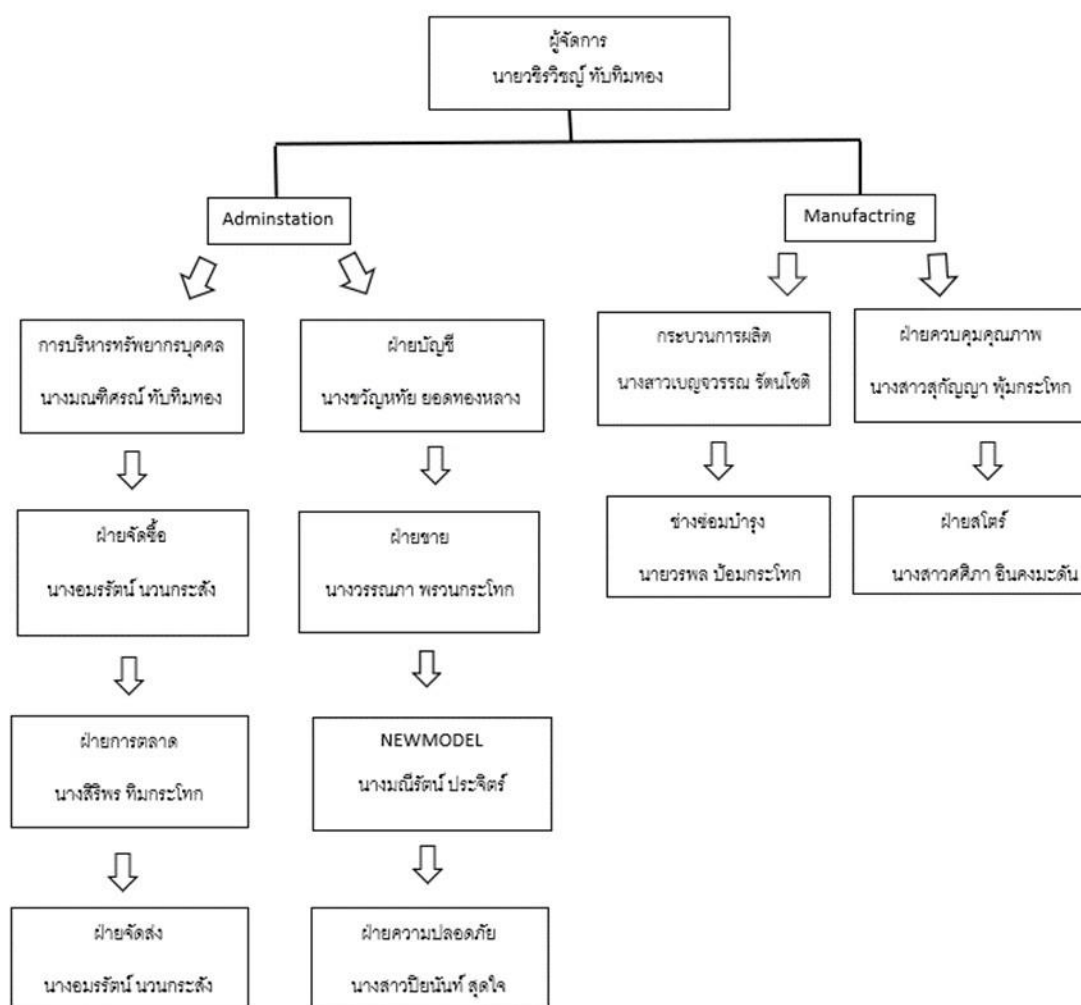 ผู้จัดการ
นายวชิรวิชญ์ ทับทิมทอง
Adminstation
Manufactring
การบริหารทรัพยากรบุคคล
นางมณฑิศรณ์ ทับทิมทอง
ฝ่ายบัญชี
นางขวัญหทัย ยอดทองหลาง
กระบวนการผลิต
นางสาวเบญจวรรณ รัตนโชติ
ฝ่ายควบคุมคุณภาพ
นางสาวสุกัญญา พุ้มกระโทก
ฝ่ายจัดซื้อ
นางอมรรัตน์ นวนกระสัง
ฝ่ายขาย
นางวรรณภา พรวนกระโทก
ช่างซ่อมบำรุง
นายวรพล ป้อมกระโทก
ฝ่ายสโตร์
นางสาวศศิภา อินคงมะดัน
ฝ่ายการตลาด
นางสิริพร ทิมกระโทก
NEWMODEL
นางมณีรัตน์ ประจิตร์
ฝ่ายจัดส่ง
นางอมรรัตน์ นวนกระสัง
ฝ่ายความปลอดภัย
นางสาวปิยนันท์ สุดใจ